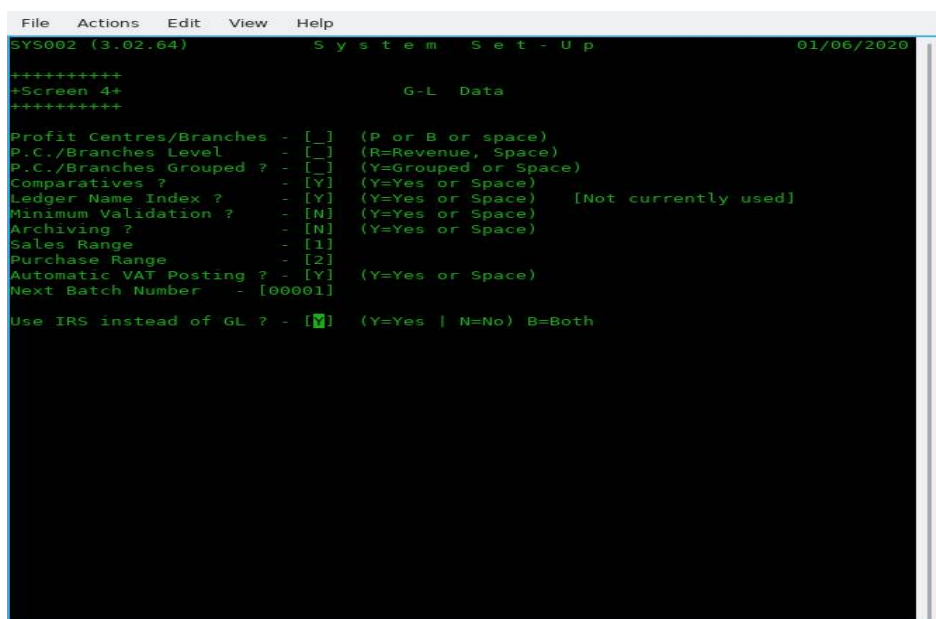 File Actions Edit View Help
SYS002 (3.02.64) S y s t e m S e t - U p 01/06/2020
++++++++++
+Screen 4+ G-L Data
++++++++++
Profit Centres/Branches - [_] (P or B or space)
P.C./Branches Level - [_] (R=Revenue, Space)
P.C./Branches Grouped ? - [_] (Y=Grouped or Space)
Comparatives ? - [Y] (Y=Yes or Space)
Ledger Name Index ? - [Y] (Y=Yes or Space) [Not currently used]
Minimum Validation ? - [N] (Y=Yes or Space)
Archiving ? - [N] (Y=Yes or Space)
Sales Range - [1]
Purchase Range - [2]
Automatic VAT Posting ? - [Y] (Y=Yes or Space)
Next Batch Number - [00001]
Use IRS instead of GL ? - [Y] (Y=Yes | N=No) B=Both